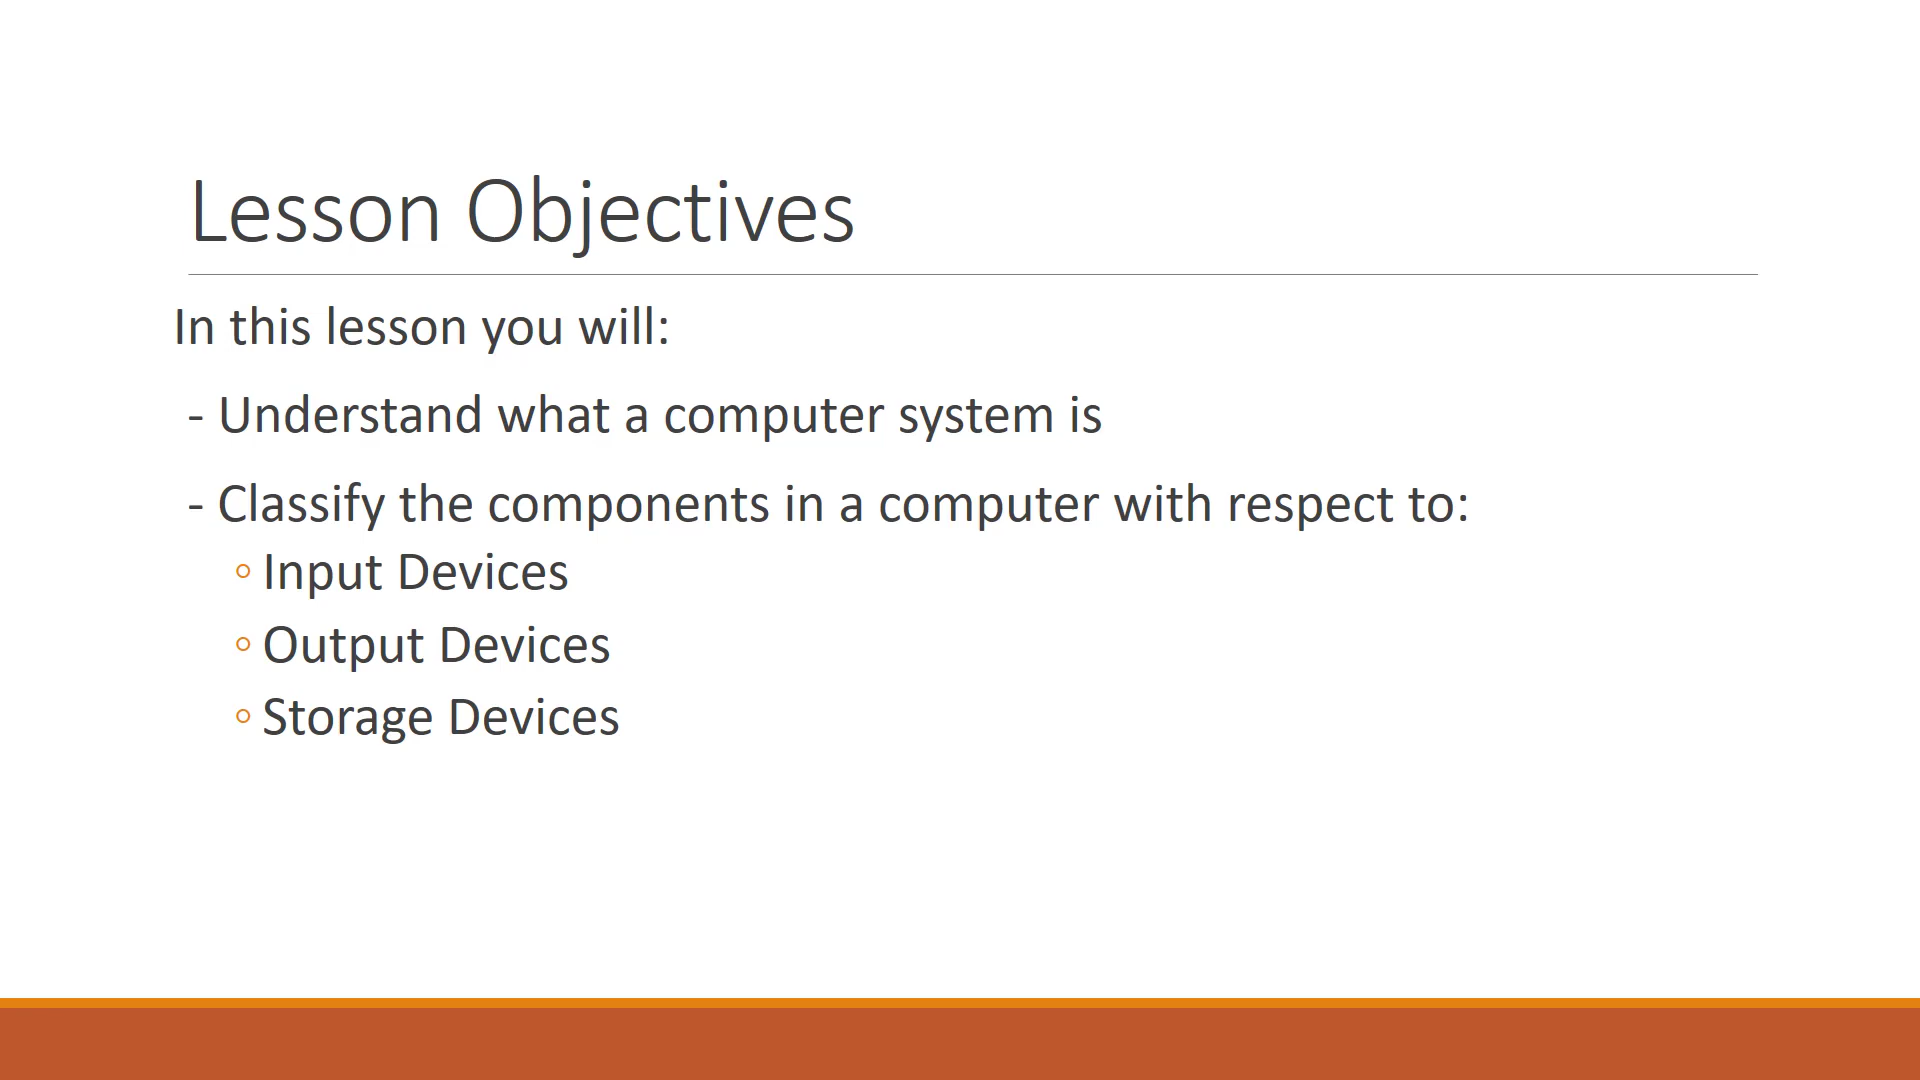 Lesson Objectives
In this lesson you will:
- Understand what a computer system is
- Classify the components in a computer with respect to:
◦ Input Devices
◦ Output Devices
◦ Storage Devices